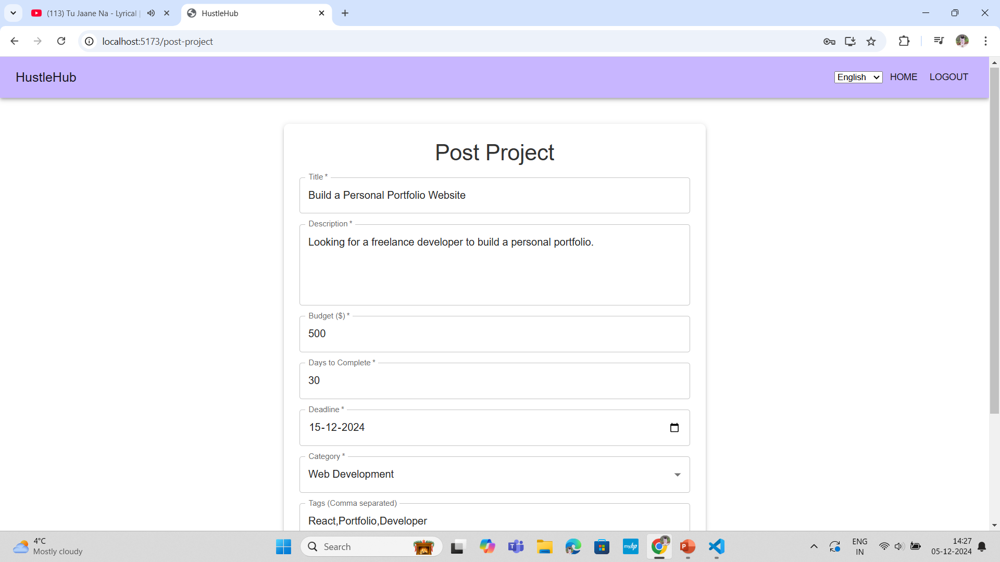 (113) Tu Jaane Na - Lyrical |
HustleHub
localhost:5173/post-project
HustleHub
English
HOME
LOGOUT
Post Project
Title *
Build a Personal Portfolio Website
Description *
Looking for a freelance developer to build a personal portfolio.
Budget ($) *
500
Days to Complete *
30
Deadline *
15-12-2024
Category *
Web Development
Tags (Comma separated)
React,Portfolio,Developer
4°C
Mostly cloudy
Search
myhp
P
ENG
IN
14:27
05-12-2024